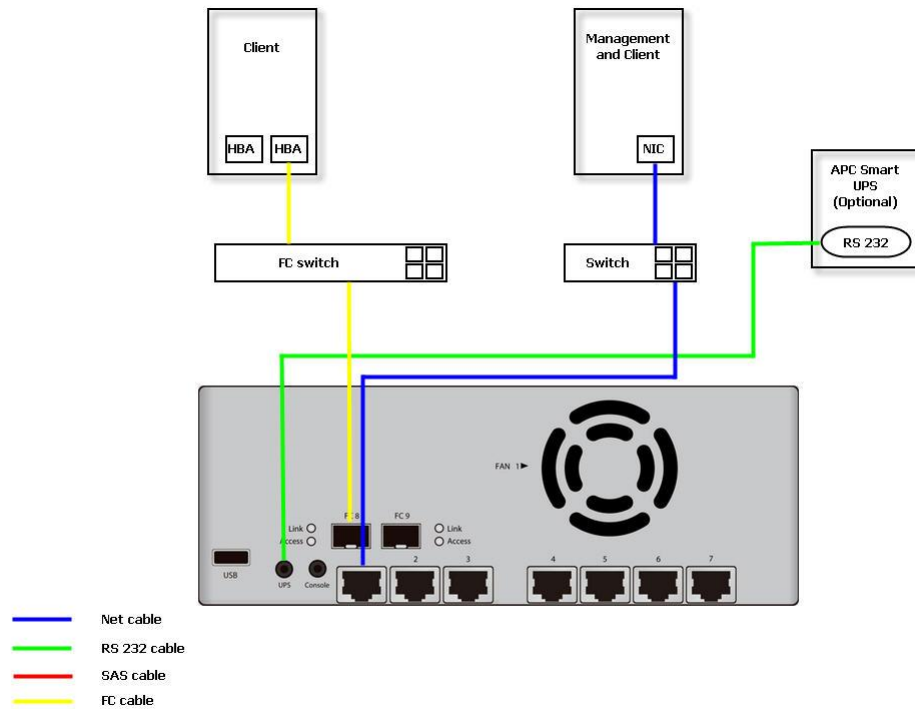 Client
HBA
HBA
Management
and Client
NIC
APC Smart
UPS
(Optional)
RS 232
FC switch
Switch
FAN 1
FC 8
FC 9
Link
Access
Link
Access
USB
UPS
Console
2
3
4
5
6
7
Net cable
RS 232 cable
SAS cable
FC cable